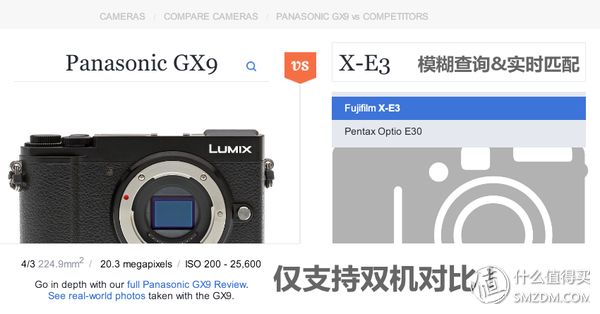 CAMERAS / COMPARE CAMERAS / PANASONIC GX9 vs COMPETITORS
Panasonic GX9
vs
X-E3
模糊查询&实时匹配
Fujifilm X-E3
Pentax Optio E30
LUMIX
4/3 224.9mm² / 20.3 megapixels / ISO 200 - 25,600
Go in depth with our full Panasonic GX9 Review.
See real-world photos taken with the GX9.
仅支持双机对比
值 什么值得买
SMZDM.COM